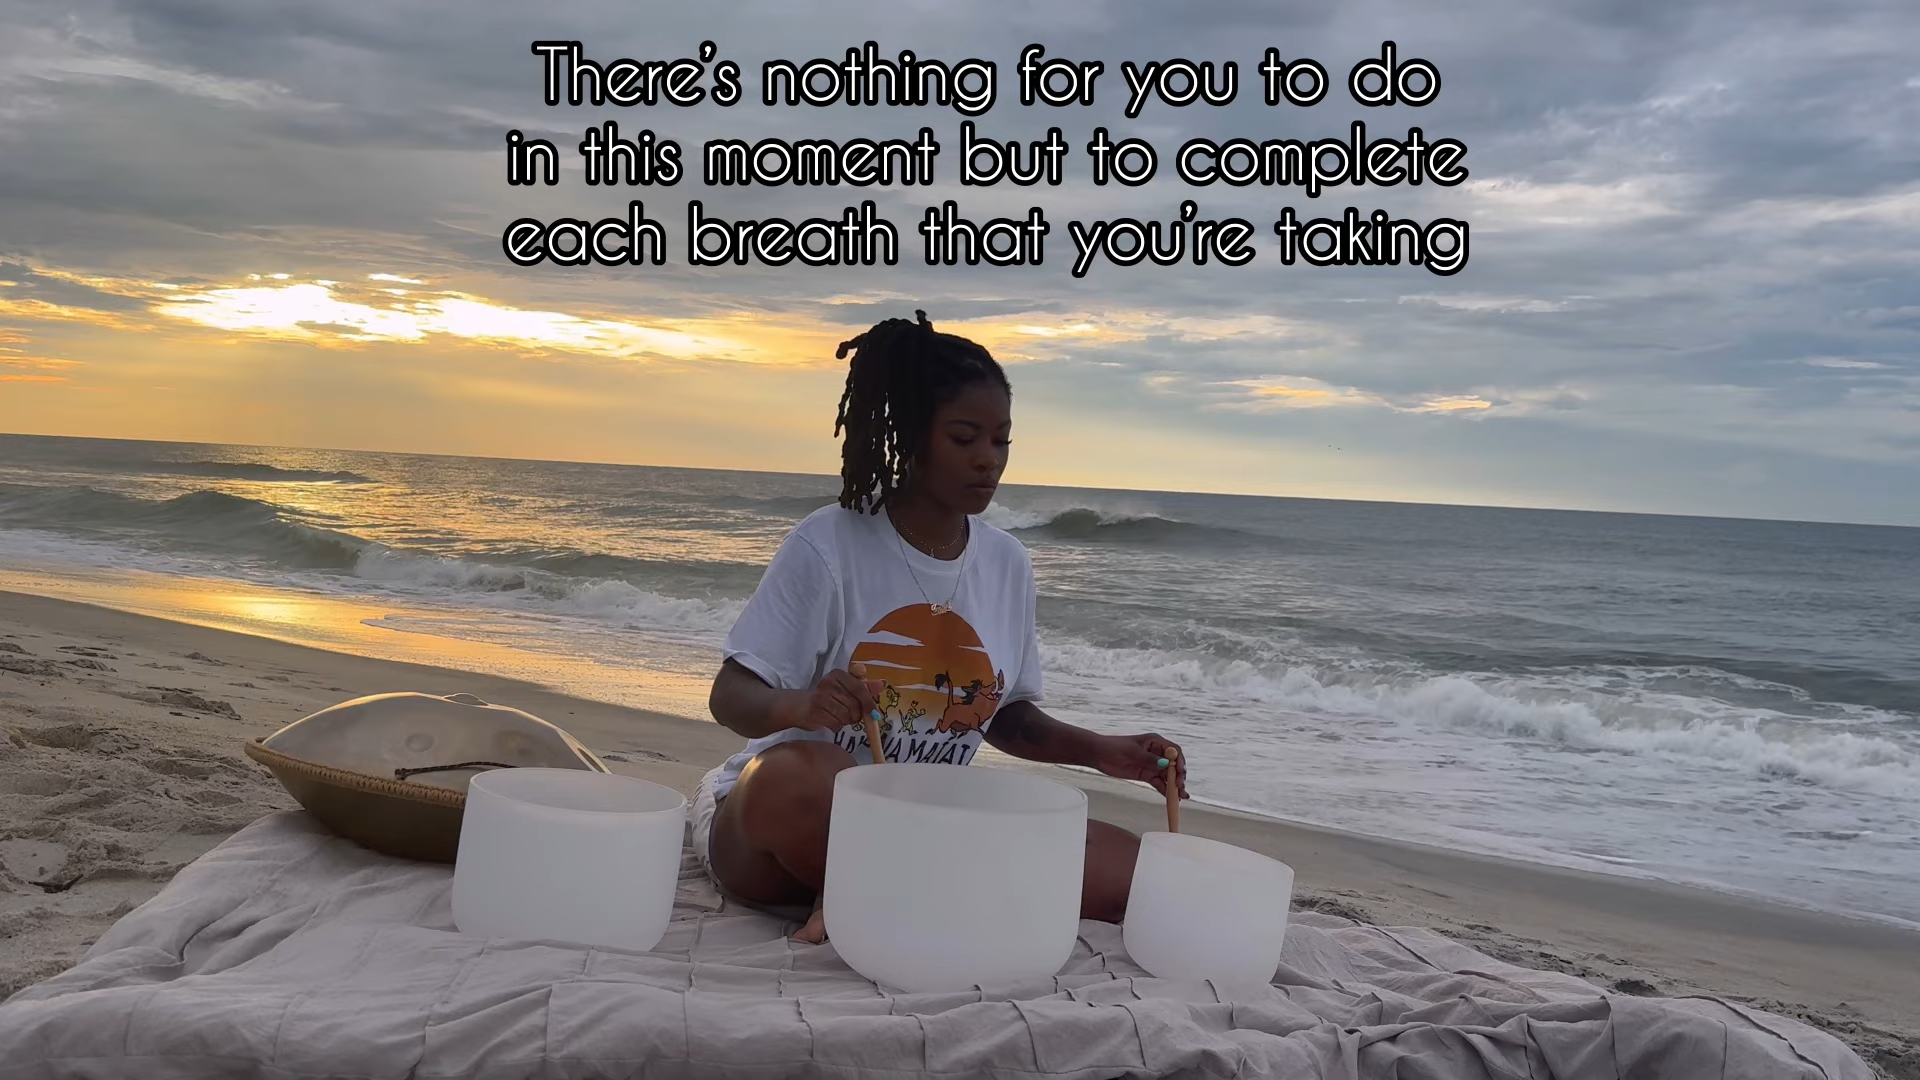 There's nothing for you to do
in this moment but to complete
each breath that you're taking